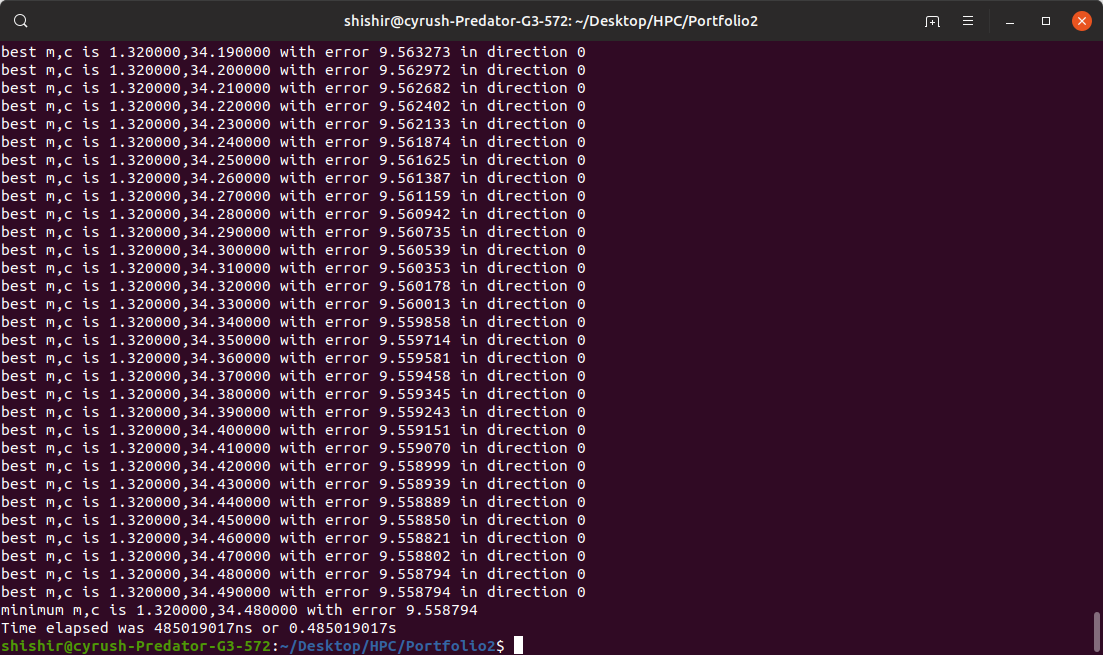 shishir@cyrush-Predator-G3-572: ~/Desktop/HPC/Portfolio2
best m,c is 1.320000,34.190000 with error 9.563273 in direction 0
best m,c is 1.320000,34.200000 with error 9.562972 in direction 0
best m,c is 1.320000,34.210000 with error 9.562682 in direction 0
best m,c is 1.320000,34.220000 with error 9.562402 in direction 0
best m,c is 1.320000,34.230000 with error 9.562133 in direction 0
best m,c is 1.320000,34.240000 with error 9.561874 in direction 0
best m,c is 1.320000,34.250000 with error 9.561625 in direction 0
best m,c is 1.320000,34.260000 with error 9.561387 in direction 0
best m,c is 1.320000,34.270000 with error 9.561159 in direction 0
best m,c is 1.320000,34.280000 with error 9.560942 in direction 0
best m,c is 1.320000,34.290000 with error 9.560735 in direction 0
best m,c is 1.320000,34.300000 with error 9.560539 in direction 0
best m,c is 1.320000,34.310000 with error 9.560353 in direction 0
best m,c is 1.320000,34.320000 with error 9.560178 in direction 0
best m,c is 1.320000,34.330000 with error 9.560013 in direction 0
best m,c is 1.320000,34.340000 with error 9.559858 in direction 0
best m,c is 1.320000,34.350000 with error 9.559714 in direction 0
best m,c is 1.320000,34.360000 with error 9.559581 in direction 0
best m,c is 1.320000,34.370000 with error 9.559458 in direction 0
best m,c is 1.320000,34.380000 with error 9.559345 in direction 0
best m,c is 1.320000,34.390000 with error 9.559243 in direction 0
best m,c is 1.320000,34.400000 with error 9.559151 in direction 0
best m,c is 1.320000,34.410000 with error 9.559070 in direction 0
best m,c is 1.320000,34.420000 with error 9.558999 in direction 0
best m,c is 1.320000,34.430000 with error 9.558939 in direction 0
best m,c is 1.320000,34.440000 with error 9.558889 in direction 0
best m,c is 1.320000,34.450000 with error 9.558850 in direction 0
best m,c is 1.320000,34.460000 with error 9.558821 in direction 0
best m,c is 1.320000,34.470000 with error 9.558802 in direction 0
best m,c is 1.320000,34.480000 with error 9.558794 in direction 0
best m,c is 1.320000,34.490000 with error 9.558794 in direction 0
minimum m,c is 1.320000,34.480000 with error 9.558794
Time elapsed was 485019017ns or 0.485019017s
shishir@cyrush-Predator-G3-572:~/Desktop/HPC/Portfolio2$